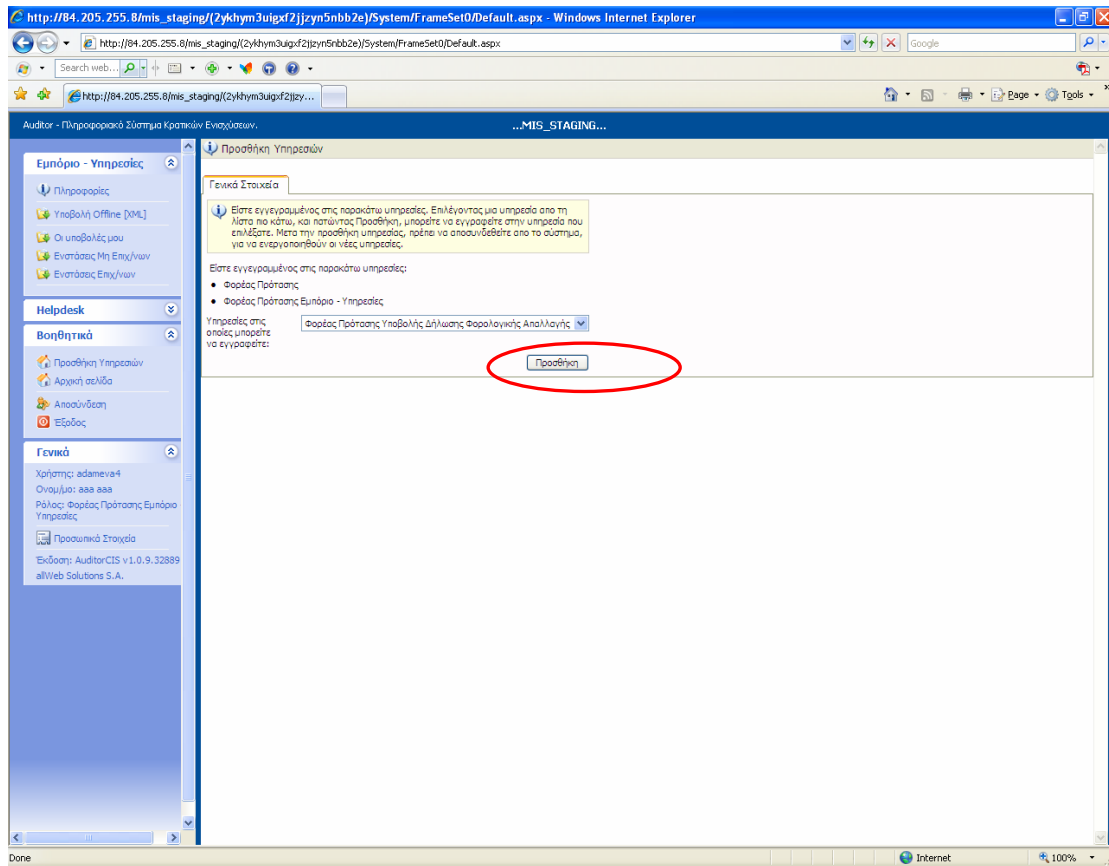 http://84.205.255.8/mis_staging/(2ykhym3uigxf2jjzyn5nbb2e)/System/FrameSet0/Default.aspx - Windows Internet Explorer
http://84.205.255.8/mis_staging/(2ykhym3uigxf2jjzyn5nbb2e)/System/FrameSet0/Default.aspx
Google
Search web...
http://84.205.255.8/mis_staging/(2ykhym3uigxf2jjzy...
Page
Tools
Auditor - Πληροφοριακό Σύστημα Κρατικών Ενισχύσεων.
...MIS_STAGING...
Εμπόριο - Υπηρεσίες
Πληροφορίες
Υποβολή Offline [XML]
Οι υποβολές μου
Ενστάσεις Μη Επιχ/νων
Ενστάσεις Επιχ/νων
Helpdesk
Βοηθητικά
Προσθήκη Υπηρεσιών
Αρχική σελίδα
Αποσύνδεση
Έξοδος
Γενικά
Χρήστης: adameva4
Ονομ/μο: aaa aaa
Ρόλος: Φορέας Πρότασης Εμπόριο
Υπηρεσίες
Προσωπικά Στοιχεία
Έκδοση: AuditorCIS v1.0.9.32889
allWeb Solutions S.A.
Προσθήκη Υπηρεσιών
Γενικά Στοιχεία
Είστε εγγεγραμμένος στις παρακάτω υπηρεσίες. Επιλέγοντας μια υπηρεσία απο τη
λίστα πιο κάτω, και πατώντας Προσθήκη, μπορείτε να εγγραφείτε στην υπηρεσία που
επιλέξατε. Μετα την προσθήκη υπηρεσίας, πρέπει να αποσυνδεθείτε απο το σύστημα,
για να ενεργοποιηθούν οι νέες υπηρεσίες.
Είστε εγγεγραμμένος στις παρακάτω υπηρεσίες:
• Φορέας Πρότασης
• Φορέας Πρότασης Εμπόριο - Υπηρεσίες
Υπηρεσίες στις
οποίες μπορείτε
να εγγραφείτε:
Φορέας Πρότασης Υποβολής Δήλωσης Φορολογικής Απαλλαγής
Προσθήκη
Done
Internet
100%